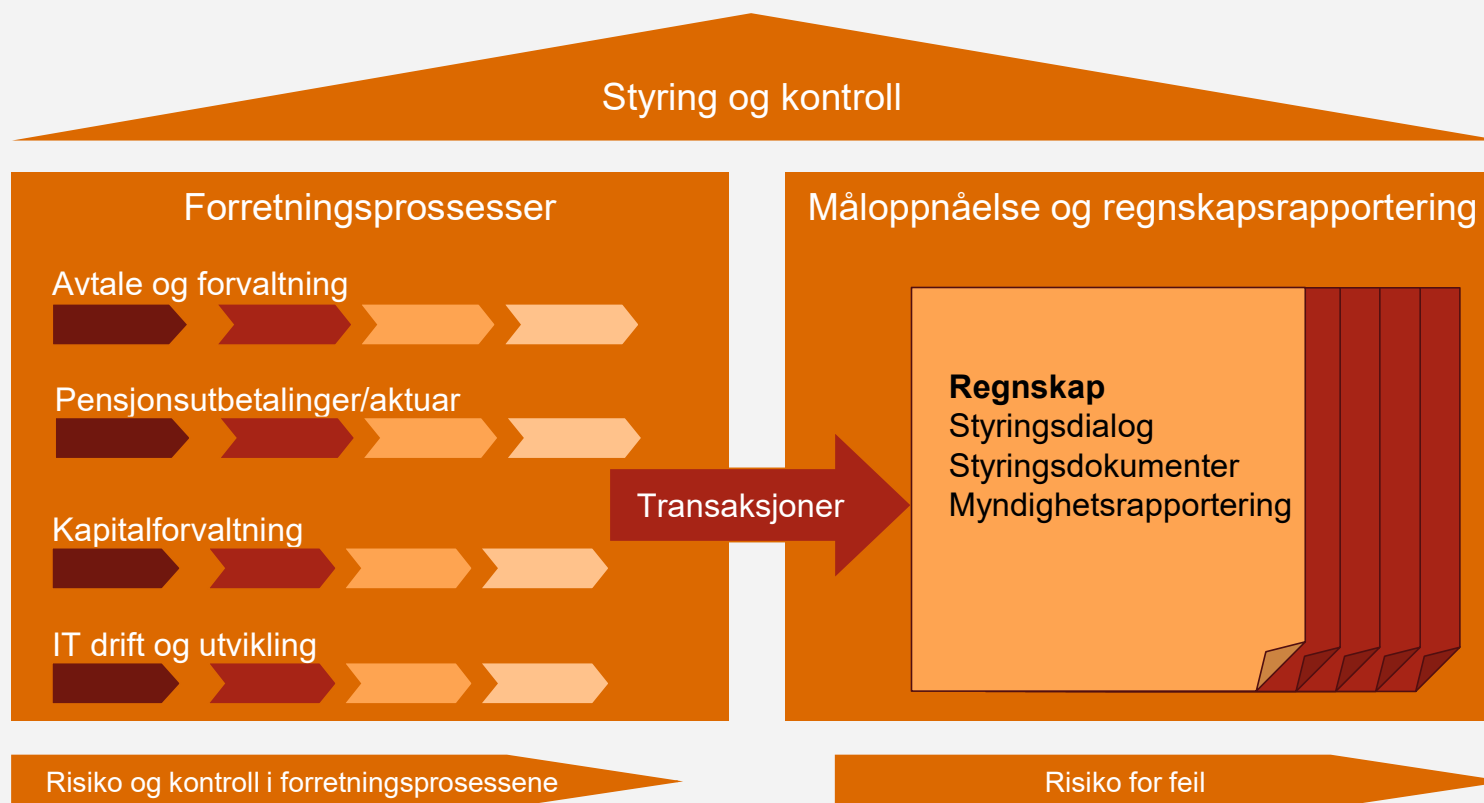 Styring og kontroll
Forretningsprossesser
Avtale og forvaltning
Pensjonsutbetalinger/aktuar
Kapitalforvaltning
IT drift og utvikling
Transaksjoner
Måloppnåelse og regnskapsrapportering
Regnskap
Styringsdialog
Styringsdokumenter
Myndighetsrapportering
Risiko og kontroll i forretningsprosessene
Risiko for feil